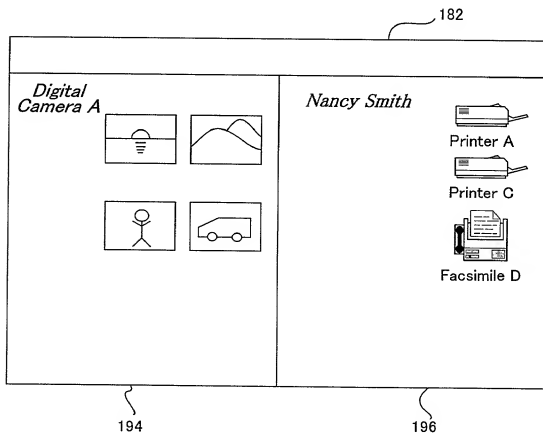 182
Digital
Camera A
Nancy Smith
Printer A
Printer C
Facsimile D
194
196